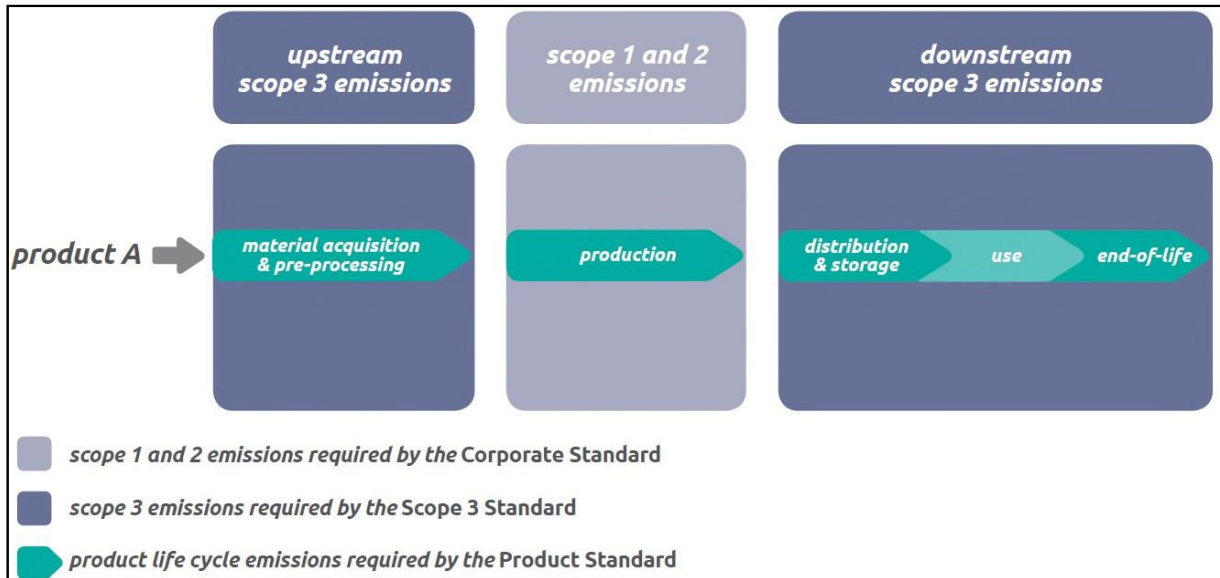 upstream
scope 3 emissions
scope 1 and 2
emissions
downstream
scope 3 emissions
product A
material acquisition
& pre-processing
production
distribution
& storage
use
end-of-life
scope 1 and 2 emissions required by the Corporate Standard
scope 3 emissions required by the Scope 3 Standard
product life cycle emissions required by the Product Standard